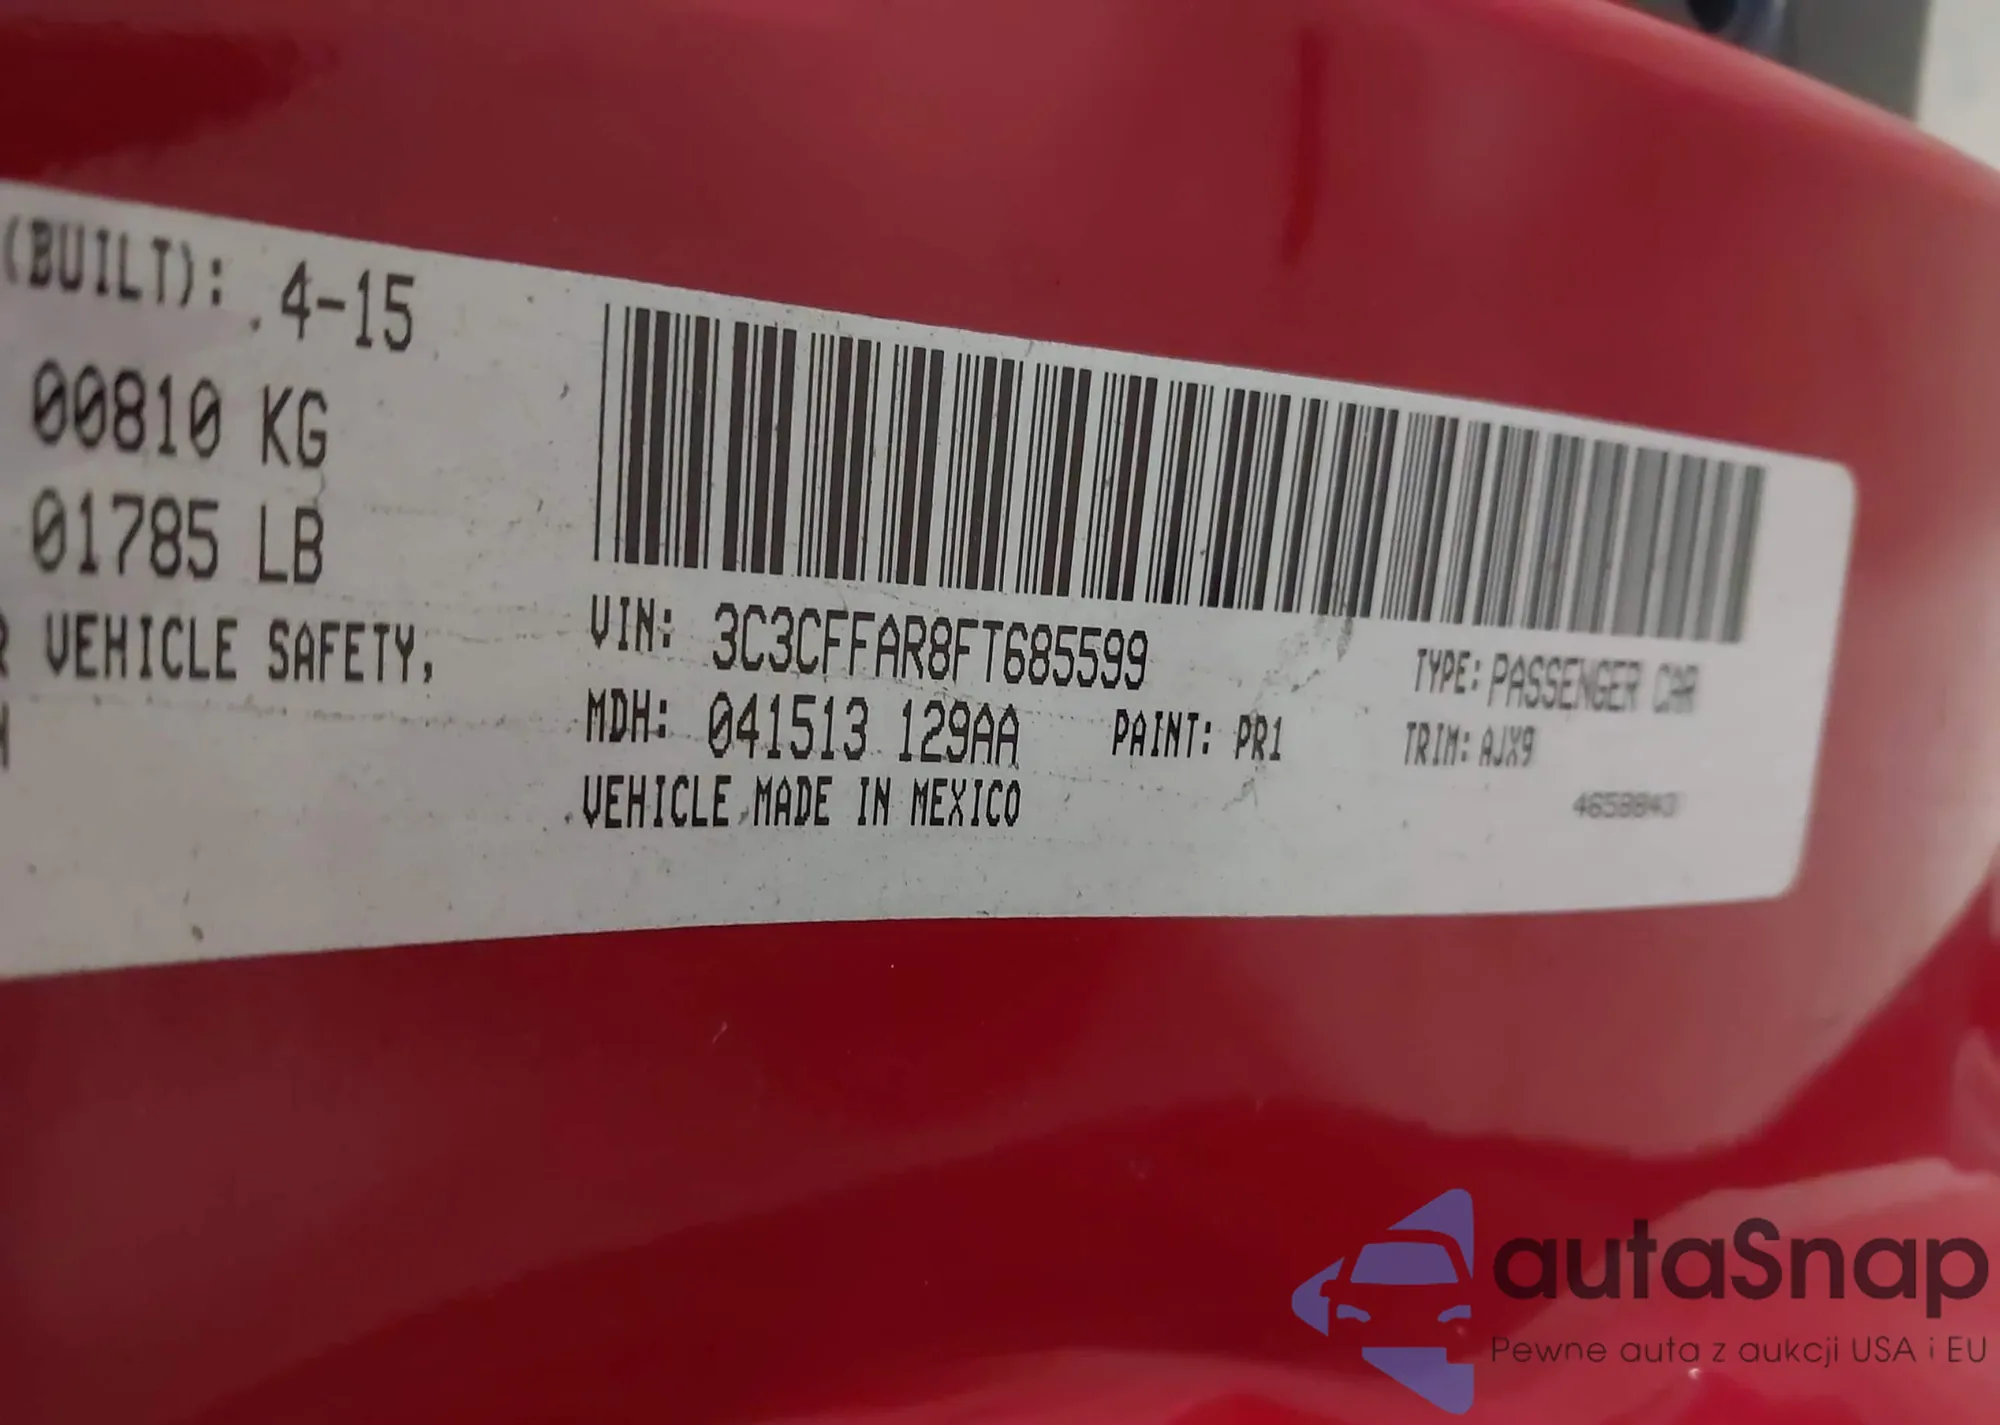 (BUILT): 4-15
00810 KG
01785 LB
VEHICLE SAFETY,
VIN: 3C3CFFAR8FT685599
MDH: 041513 129AA PAINT: PR1
VEHICLE MADE IN MEXICO
TYPE: PASSENGER CAR
TRIM: AJX9
autaSnap
Pewne auta z aukcji USA i EU